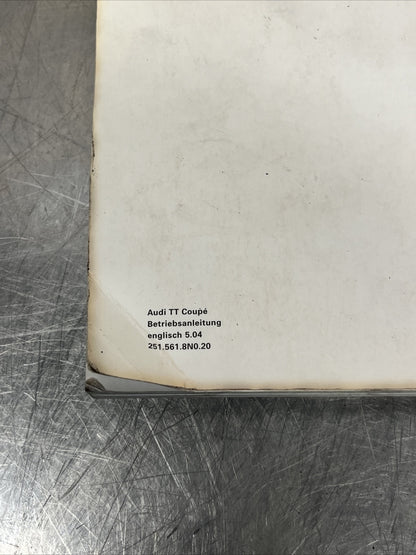 Audi TT Coupé
Betriebsanleitung
englisch 5.04
251.561.8N0.20